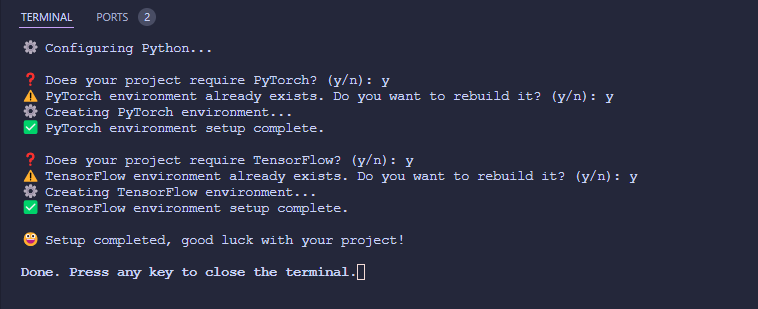 TERMINAL PORTS 2
⚙️ Configuring Python...
❓ Does your project require PyTorch? (y/n): y
⚠️ PyTorch environment already exists. Do you want to rebuild it? (y/n): y
⚙️ Creating PyTorch environment...
✅ PyTorch environment setup complete.
❓ Does your project require TensorFlow? (y/n): y
⚠️ TensorFlow environment already exists. Do you want to rebuild it? (y/n): y
⚙️ Creating TensorFlow environment...
✅ TensorFlow environment setup complete.
😀 Setup completed, good luck with your project!
Done. Press any key to close the terminal.